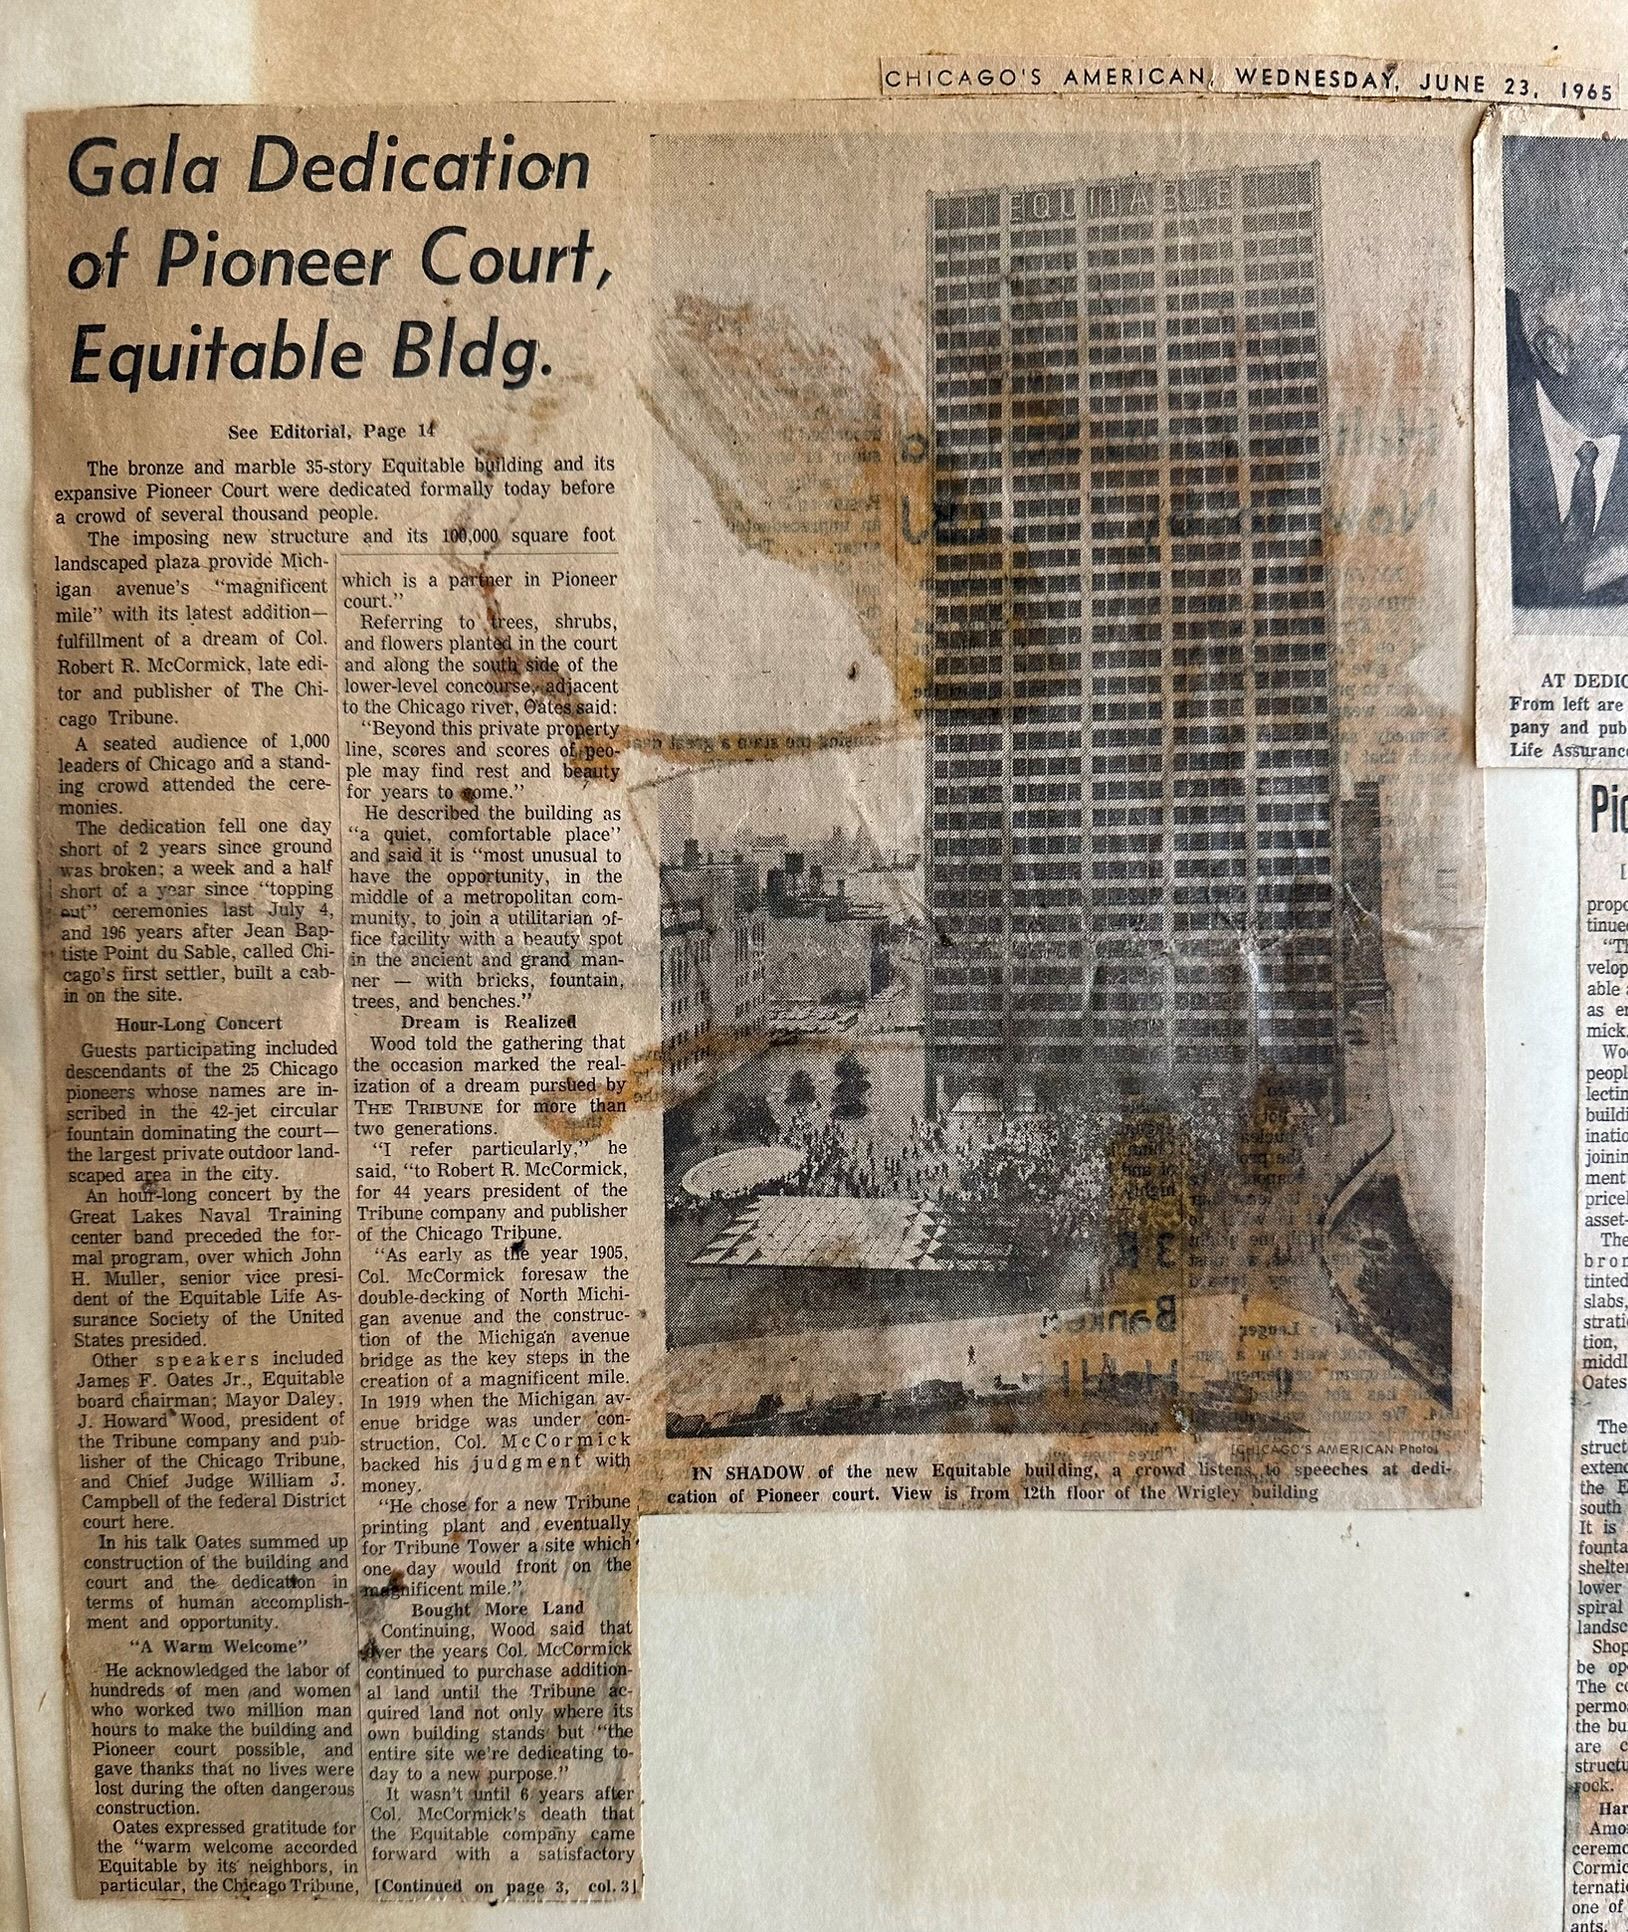 CHICAGO'S AMERICAN, WEDNESDAY, JUNE 23, 1965
Gala Dedication
of Pioneer Court,
Equitable Bldg.
See Editorial, Page 14
The bronze and marble 35-story Equitable building and its
expansive Pioneer Court were dedicated formally today before
a crowd of several thousand people.
The imposing new structure and its 100,000 square foot
landscaped plaza provide Mich-
igan avenue's "magnificent
mile" with its latest addition—
fulfillment of a dream of Col.
Robert R. McCormick, late edi-
tor and publisher of The Chi-
cago Tribune.
A seated audience of 1,000
leaders of Chicago and a stand-
ing crowd attended the cere-
monies.
The dedication fell one day
short of 2 years since ground
was broken; a week and a half
short of a year since "topping
out" ceremonies last July 4,
and 196 years after Jean Bap-
tiste Point du Sable, called Chi-
cago's first settler, built a cab-
in on the site.
Hour-Long Concert
Guests participating included
descendants of the 25 Chicago
pioneers whose names are in-
scribed in the 42-jet circular
fountain dominating the court—
the largest private outdoor land-
scaped area in the city.
An hour-long concert by the
Great Lakes Naval Training
center band preceded the for-
mal program, over which John
H. Muller, senior vice presi-
dent of the Equitable Life As-
surance Society of the United
States presided.
Other speakers included
James F. Oates Jr., Equitable
board chairman; Mayor Daley,
J. Howard Wood, president of
the Tribune company and pub-
lisher of the Chicago Tribune,
and Chief Judge William J.
Campbell of the federal District
court here.
In his talk Oates summed up
construction of the building and
court and the dedication in
terms of human accomplish-
ment and opportunity.
"A Warm Welcome"
He acknowledged the labor of
hundreds of men and women
who worked two million man
hours to make the building and
Pioneer court possible, and
gave thanks that no lives were
lost during the often dangerous
construction.
Oates expressed gratitude for
the "warm welcome accorded
Equitable by its neighbors, in
particular, the Chicago Tribune,
which is a partner in Pioneer
court."
Referring to trees, shrubs,
and flowers planted in the court
and along the south side of the
lower-level concourse, adjacent
to the Chicago river, Oates said:
"Beyond this private property
line, scores and scores of peo-
ple may find rest and beauty
for years to come."
He described the building as
"a quiet, comfortable place"
and said it is "most unusual to
have the opportunity, in the
middle of a metropolitan com-
munity, to join a utilitarian of-
fice facility with a beauty spot
in the ancient and grand man-
ner — with bricks, fountain,
trees, and benches."
Dream is Realized
Wood told the gathering that
the occasion marked the real-
ization of a dream pursued by
THE TRIBUNE for more than
two generations.
"I refer particularly," he
said, "to Robert R. McCormick,
for 44 years president of the
Tribune company and publisher
of the Chicago Tribune.
"As early as the year 1905,
Col. McCormick foresaw the
double-decking of North Michi-
gan avenue and the construc-
tion of the Michigan avenue
bridge as the key steps in the
creation of a magnificent mile.
In 1919 when the Michigan av-
enue bridge was under con-
struction, Col. McCormick
backed his judgment with
money.
"He chose for a new Tribune
printing plant and eventually
for Tribune Tower a site which
one day would front on the
magnificent mile."
Bought More Land
Continuing, Wood said that
over the years Col. McCormick
continued to purchase addition-
al land until the Tribune ac-
quired land not only where its
own building stands but "the
entire site we're dedicating to-
day to a new purpose."
It wasn't until 6 years after
Col. McCormick's death that
the Equitable company came
forward with a satisfactory
[Continued on page 3, col. 3]
EQUITABLE
[CHICAGO'S AMERICAN Photo]
IN SHADOW of the new Equitable building, a crowd listens to speeches at dedi-
cation of Pioneer court. View is from 12th floor of the Wrigley building
AT DEDIC
From left are
pany and pub
Life Assuranc